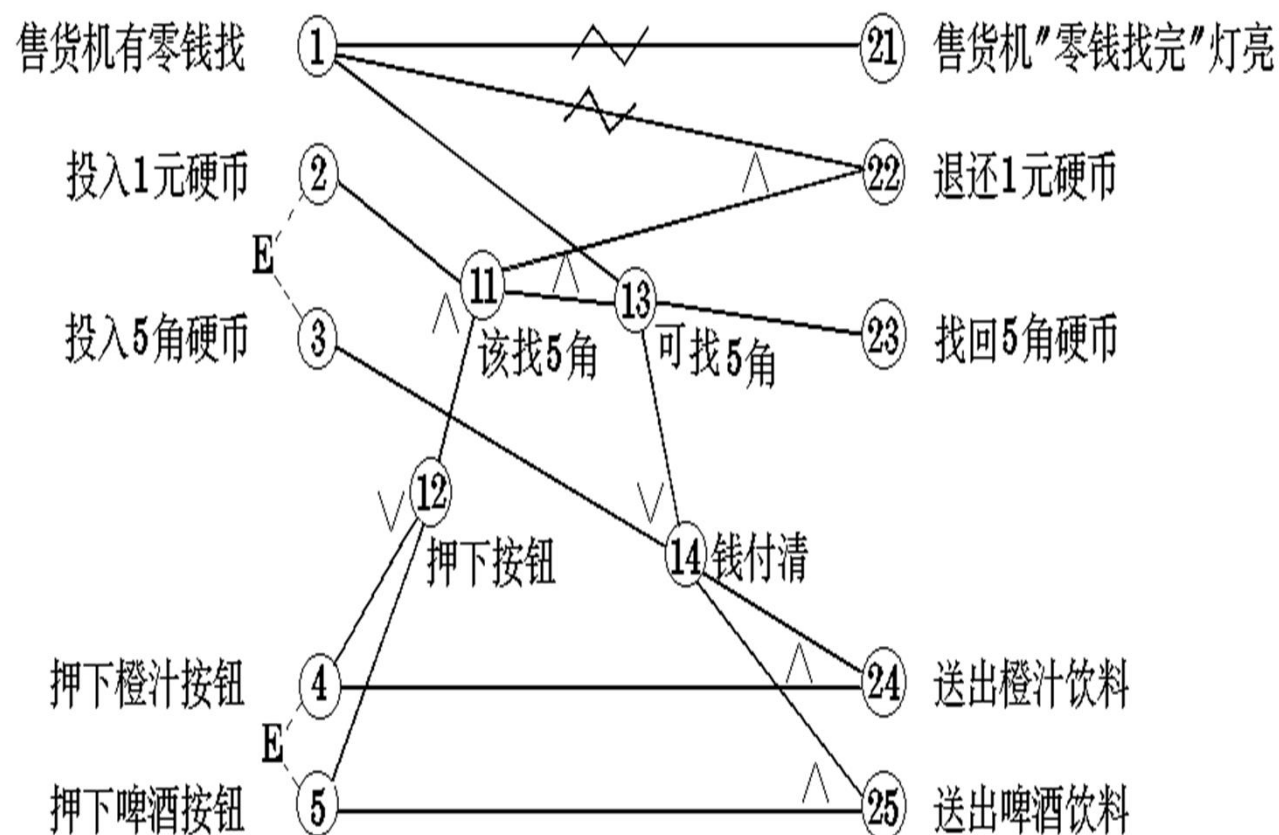 售货机有零钱找 1 21 售货机"零钱找完"灯亮
投入1元硬币 2 22 退还1元硬币
E 11 13
投入5角硬币 3 该找5角 可找5角 23 找回5角硬币
12
押下按钮 14 钱付清
押下橙汁按钮 4 24 送出橙汁饮料
E
押下啤酒按钮 5 25 送出啤酒饮料